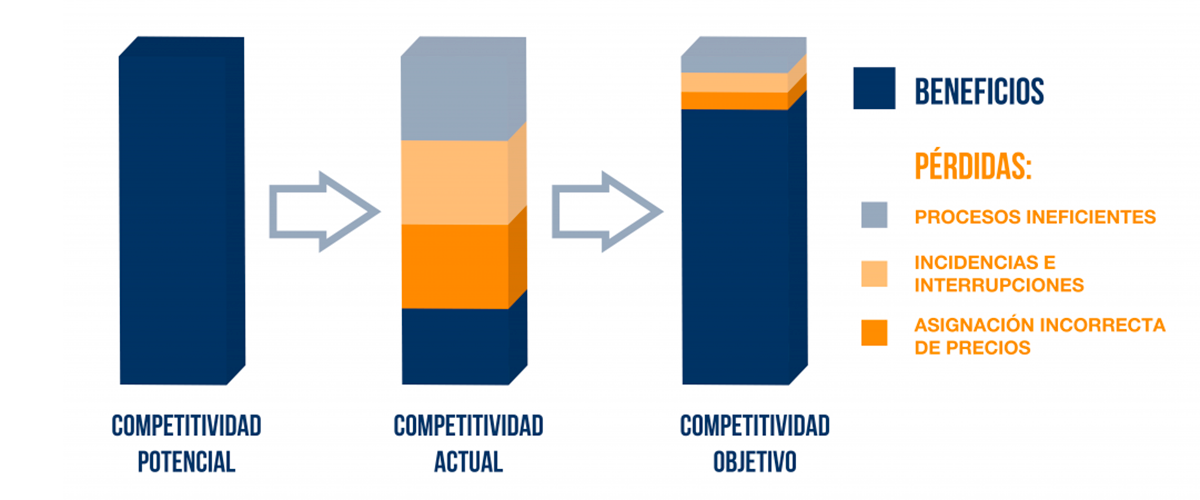 BENEFICIOS
PÉRDIDAS:
PROCESOS INEFICIENTES
INCIDENCIAS E
INTERRUPCIONES
ASIGNACIÓN INCORRECTA
DE PRECIOS
COMPETITIVIDAD
POTENCIAL
COMPETITIVIDAD
ACTUAL
COMPETITIVIDAD
OBJETIVO